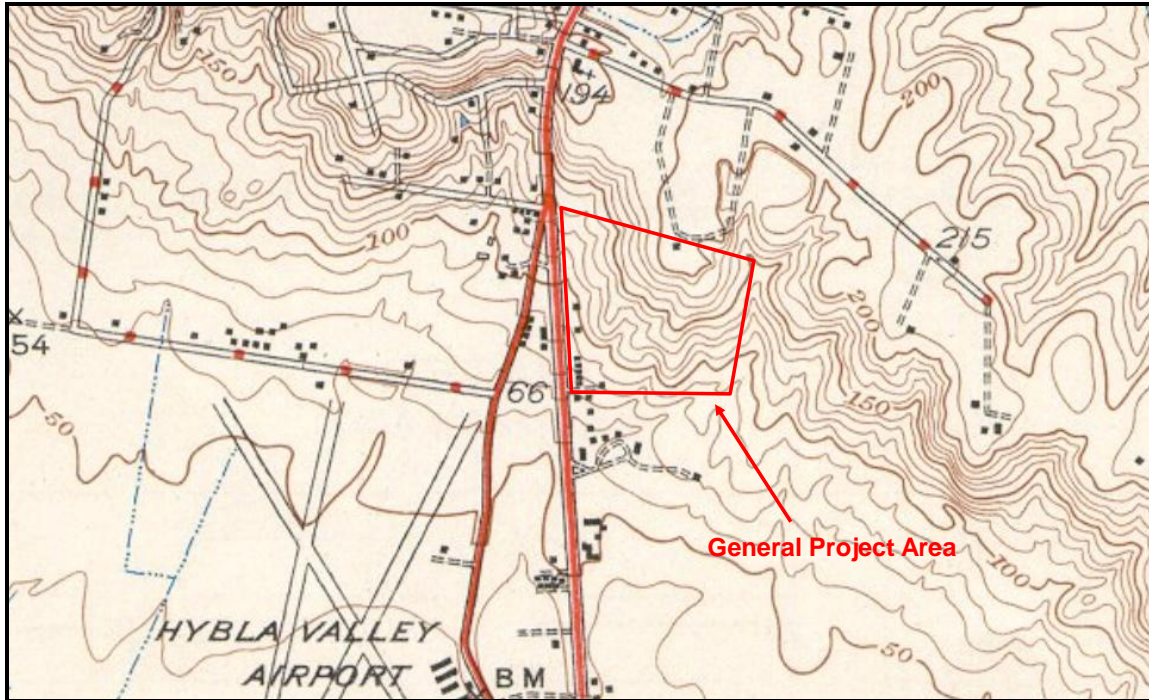 150
194
200
215
100
X
54
66
200
150
50
General Project Area
100
HYBLA VALLEY
AIRPORT
BM
50